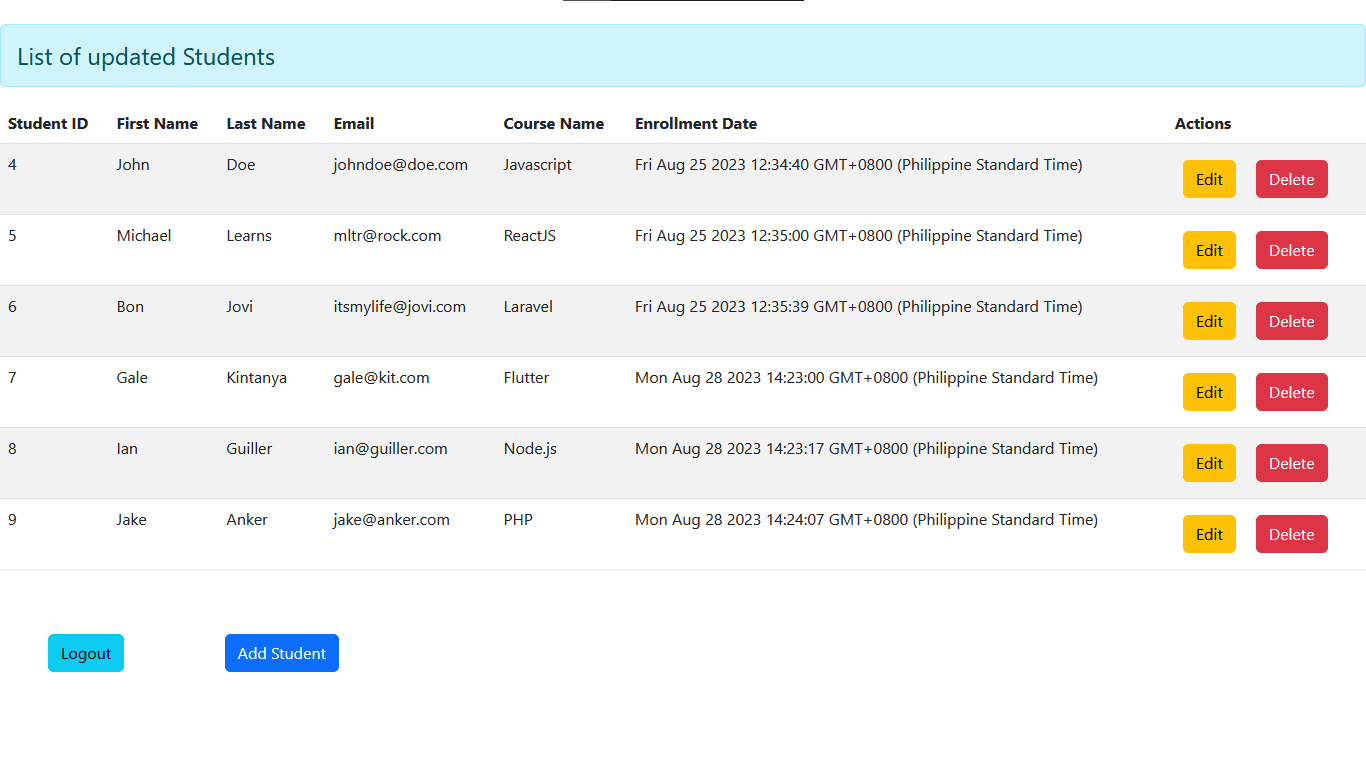 List of updated Students
Student ID First Name Last Name Email Course Name Enrollment Date Actions
4 John Doe johndoe@doe.com Javascript Fri Aug 25 2023 12:34:40 GMT+0800 (Philippine Standard Time) Edit Delete
5 Michael Learns mltr@rock.com ReactJS Fri Aug 25 2023 12:35:00 GMT+0800 (Philippine Standard Time) Edit Delete
6 Bon Jovi itsmylife@jovi.com Laravel Fri Aug 25 2023 12:35:39 GMT+0800 (Philippine Standard Time) Edit Delete
7 Gale Kintanya gale@kit.com Flutter Mon Aug 28 2023 14:23:00 GMT+0800 (Philippine Standard Time) Edit Delete
8 Ian Guiller ian@guiller.com Node.js Mon Aug 28 2023 14:23:17 GMT+0800 (Philippine Standard Time) Edit Delete
9 Jake Anker jake@anker.com PHP Mon Aug 28 2023 14:24:07 GMT+0800 (Philippine Standard Time) Edit Delete
Logout Add Student